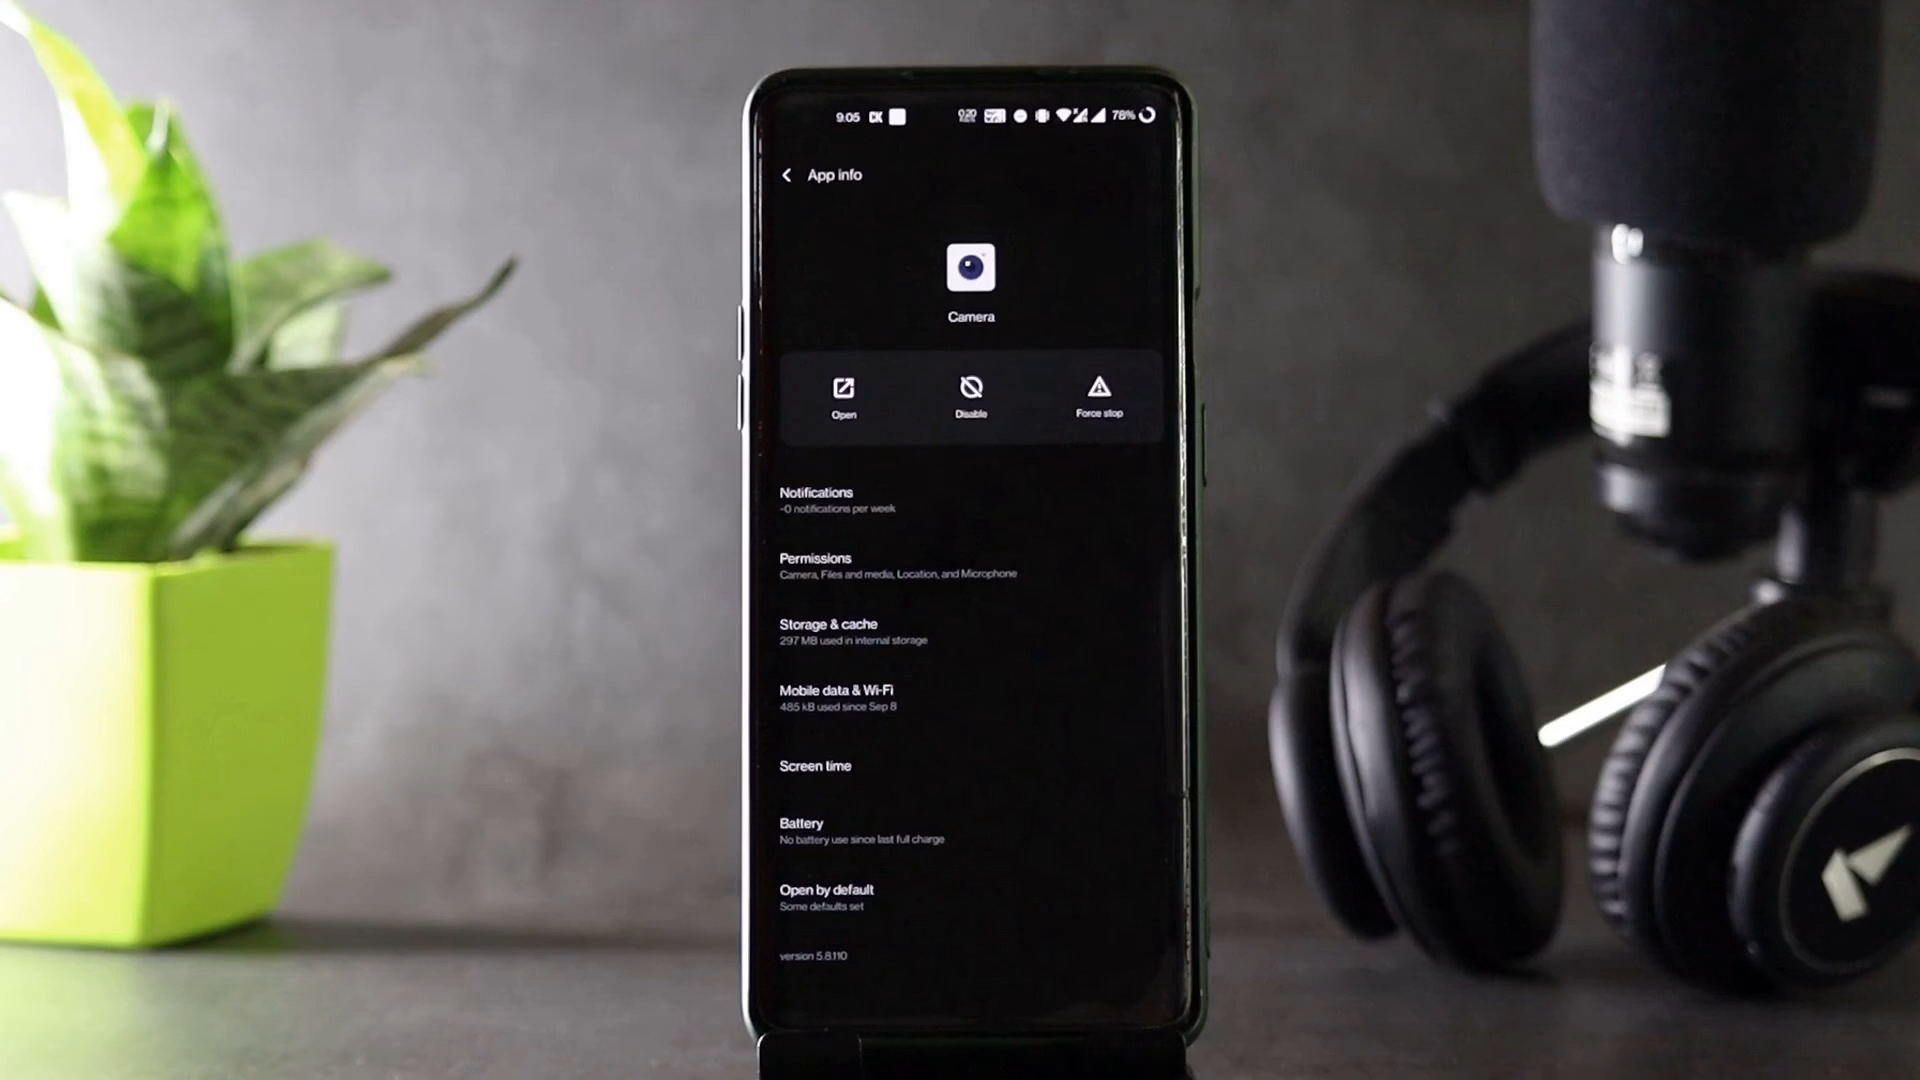 9:05 78%
App info
Camera
Open Disable Force stop
Notifications
~0 notifications per week
Permissions
Camera, Files and media, Location, and Microphone
Storage & cache
297 MB used in internal storage
Mobile data & Wi-Fi
485 kB used since Sep 8
Screen time
Battery
No battery use since last full charge
Open by default
Some defaults set
version 5.8.110